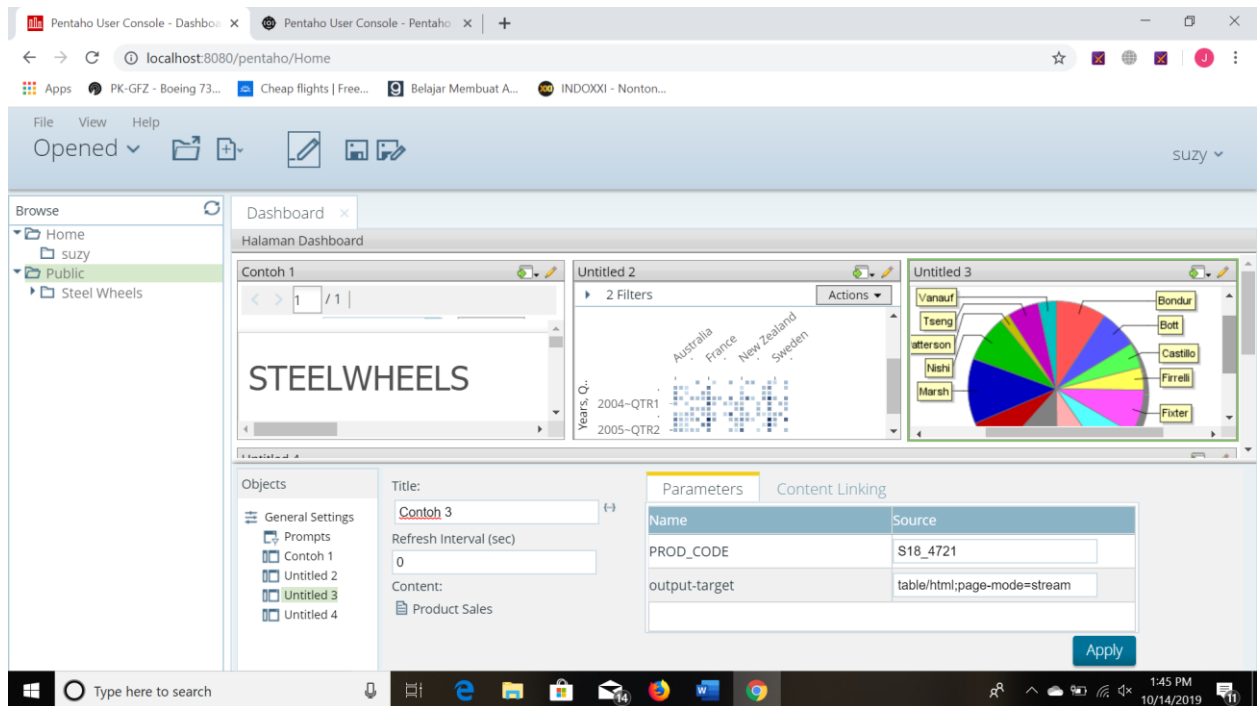 Pentaho User Console - Dashboa
Pentaho User Console - Pentaho
localhost:8080/pentaho/Home
Apps
PK-GFZ - Boeing 73...
Cheap flights | Free...
Belajar Membuat A...
INDOXXI - Nonton...
J
File View Help
Opened
suzy
Browse
Home
suzy
Public
Steel Wheels
Dashboard
Halaman Dashboard
Contoh 1
1 / 1
STEELWHEELS
Untitled 2
2 Filters
Actions
Australia
France
New Zealand
Sweden
Years, Q..
2004~QTR1
2005~QTR2
Untitled 3
Vanauf
Tseng
atterson
Nishi
Marsh
Bondur
Bott
Castillo
Firrelli
Fixter
Untitled 4
Objects
General Settings
Prompts
Contoh 1
Untitled 2
Untitled 3
Untitled 4
Title:
Contoh 3
Refresh Interval (sec)
0
Content:
Product Sales
Parameters
Content Linking
Name Source
PROD_CODE S18_4721
output-target table/html;page-mode=stream
Apply
Type here to search
14
1:45 PM
10/14/2019
11